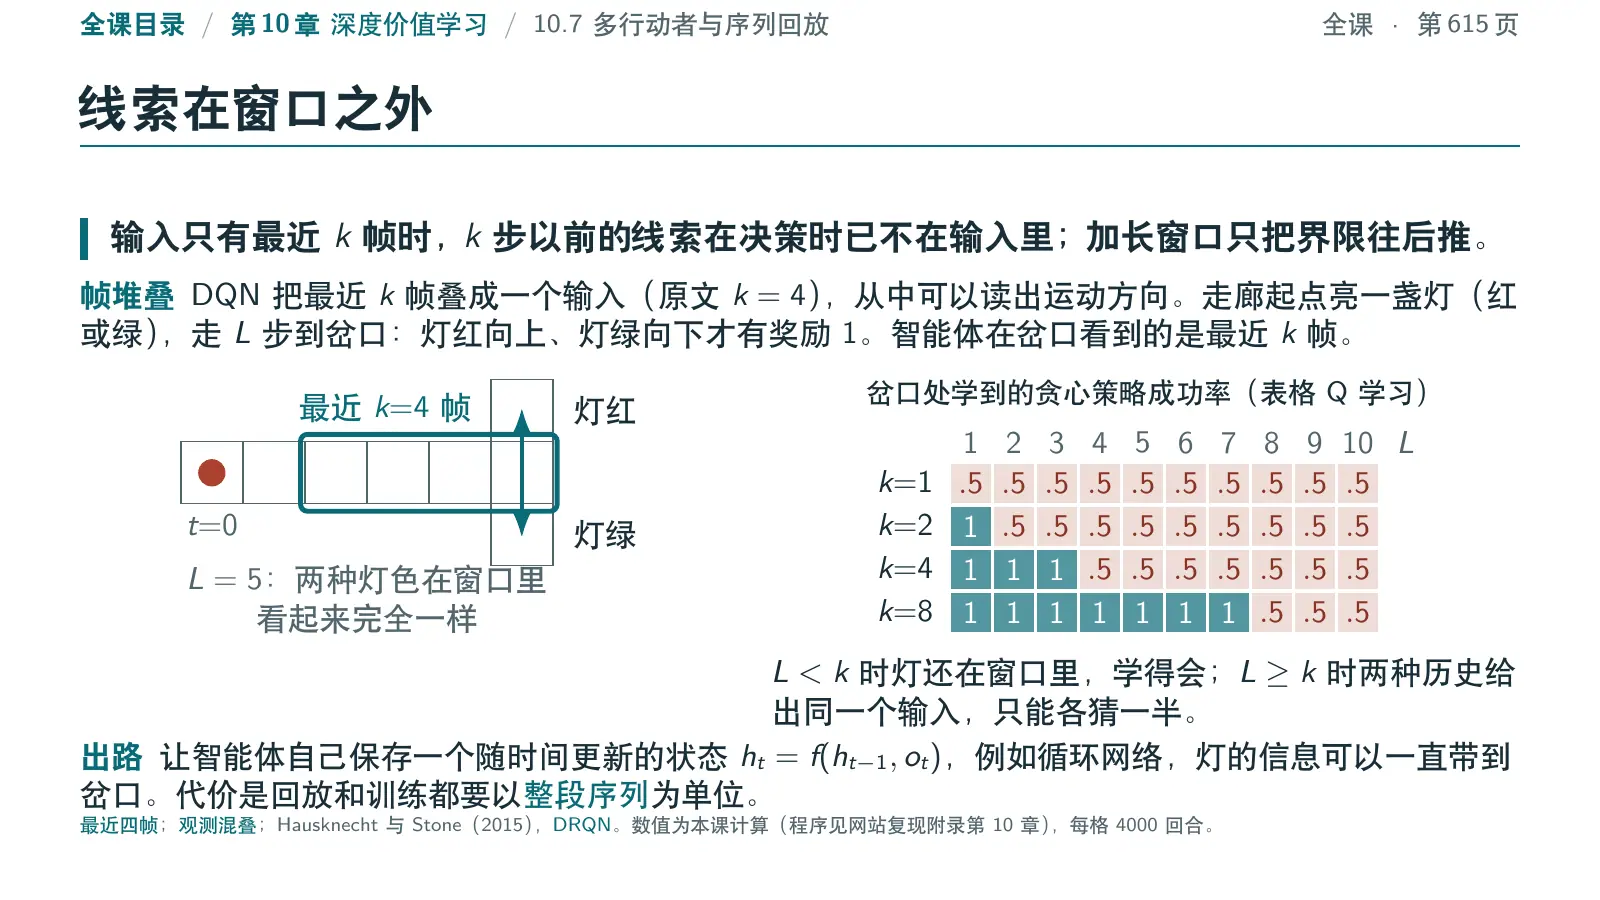 全课目录 / 第 10 章 深度价值学习 / 10.7 多行动者与序列回放
全课 · 第 615 页
线索在窗口之外
输入只有最近 k 帧时，k 步以前的线索在决策时已不在输入里；加长窗口只把界限往后推。
帧堆叠 DQN 把最近 k 帧叠成一个输入（原文 k = 4），从中可以读出运动方向。走廊起点亮一盏灯（红
或绿），走 L 步到岔口：灯红向上、灯绿向下才有奖励 1。智能体在岔口看到的是最近 k 帧。
最近 k=4 帧
灯红
t=0
灯绿
L = 5：两种灯色在窗口里
看起来完全一样
岔口处学到的贪心策略成功率（表格 Q 学习）
1 2 3 4 5 6 7 8 9 10 L
k=1 .5 .5 .5 .5 .5 .5 .5 .5 .5 .5
k=2 1 .5 .5 .5 .5 .5 .5 .5 .5 .5
k=4 1 1 1 .5 .5 .5 .5 .5 .5 .5
k=8 1 1 1 1 1 1 1 .5 .5 .5
L < k 时灯还在窗口里，学得会；L ≥ k 时两种历史给
出同一个输入，只能各猜一半。
出路 让智能体自己保存一个随时间更新的状态 hₜ = f(hₜ₋₁, oₜ)，例如循环网络，灯的信息可以一直带到
岔口。代价是回放和训练都要以整段序列为单位。
最近四帧；观测混叠；Hausknecht 与 Stone（2015），DRQN。数值为本课计算（程序见网站复现附录第 10 章），每格 4000 回合。